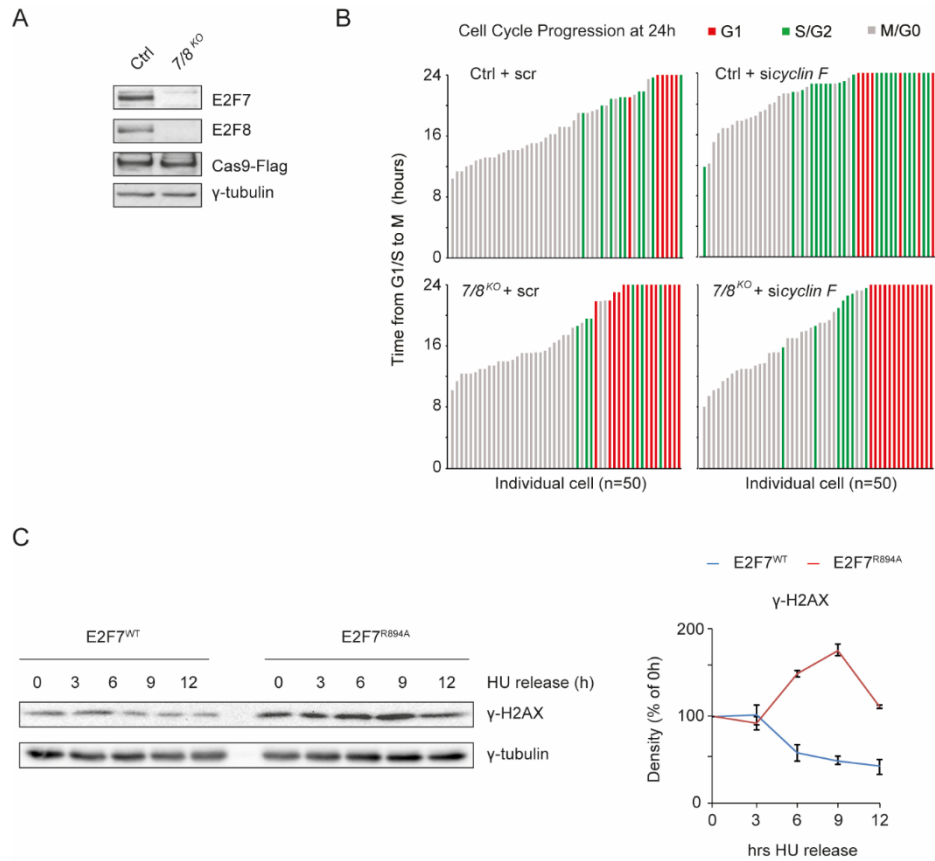 A
Ctrl
7/8 KO
E2F7
E2F8
Cas9-Flag
γ-tubulin
B
Cell Cycle Progression at 24h
G1
S/G2
M/G0
Time from G1/S to M (hours)
24
16
8
0
Ctrl + scr
Ctrl + sicyclin F
24
16
8
0
7/8KO + scr
7/8KO + sicyclin F
Individual cell (n=50)
Individual cell (n=50)
C
E2F7WT
E2F7R894A
0 3 6 9 12
0 3 6 9 12
HU release (h)
γ-H2AX
γ-tubulin
E2F7WT
E2F7R894A
γ-H2AX
Density (% of 0h)
200
100
0
0 3 6 9 12
hrs HU release